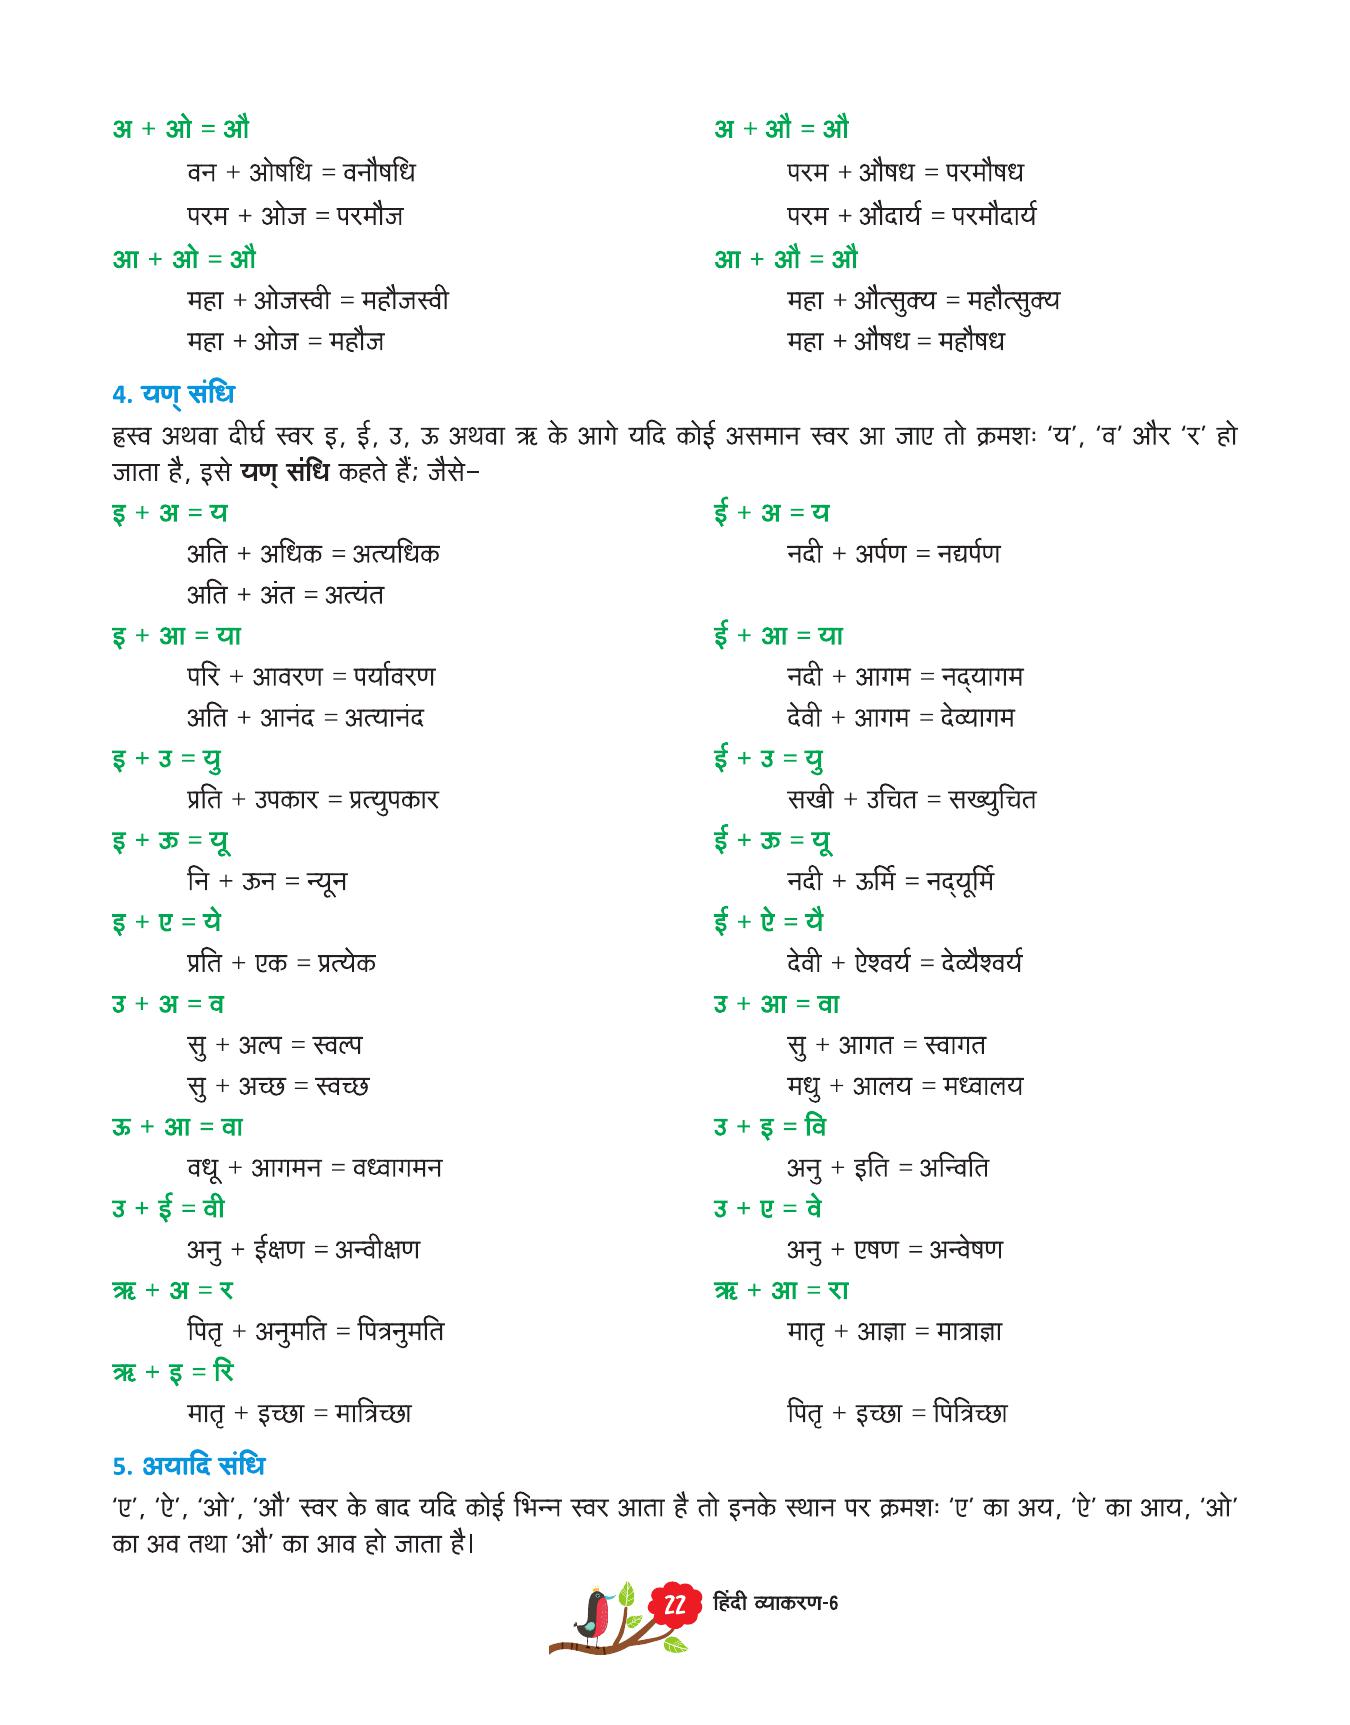 अ + ओ = औ
अ + औ = औ
वन + ओषधि = वनौषधि
परम + औषध = परमौषध
परम + ओज = परमौज
परम + औदार्य = परमौदार्य
आ + ओ = औ
आ + औ = औ
महा + ओजस्वी = महौजस्वी
महा + औत्सुक्य = महौत्सुक्य
महा + ओज = महौज
महा + औषध = महौषध
4. यण् संधि
ह्रस्व अथवा दीर्घ स्वर इ, ई, उ, ऊ अथवा ऋ के आगे यदि कोई असमान स्वर आ जाए तो क्रमशः ‘य’, ‘व’ और ‘र’ हो
जाता है, इसे यण् संधि कहते हैं; जैसे–
इ + अ = य
ई + अ = य
अति + अधिक = अत्यधिक
नदी + अर्पण = नद्यर्पण
अति + अंत = अत्यंत
इ + आ = या
ई + आ = या
परि + आवरण = पर्यावरण
नदी + आगम = नद्‌यागम
अति + आनंद = अत्यानंद
देवी + आगम = देव्यागम
इ + उ = यु
ई + उ = यु
प्रति + उपकार = प्रत्युपकार
सखी + उचित = सख्युचित
इ + ऊ = यू
ई + ऊ = यू
नि + ऊन = न्यून
नदी + ऊर्मि = नद्‌यूर्मि
इ + ए = ये
ई + ऐ = यै
प्रति + एक = प्रत्येक
देवी + ऐश्वर्य = देव्यैश्वर्य
उ + अ = व
उ + आ = वा
सु + अल्प = स्वल्प
सु + आगत = स्वागत
सु + अच्छ = स्वच्छ
मधु + आलय = मध्वालय
ऊ + आ = वा
उ + इ = वि
वधू + आगमन = वध्वागमन
अनु + इति = अन्विति
उ + ई = वी
उ + ए = वे
अनु + ईक्षण = अन्वीक्षण
अनु + एषण = अन्वेषण
ऋ + अ = र
ऋ + आ = रा
पितृ + अनुमति = पित्रनुमति
मातृ + आज्ञा = मात्राज्ञा
ऋ + इ = रि
मातृ + इच्छा = मात्रिच्छा
पितृ + इच्छा = पित्रिच्छा
5. अयादि संधि
‘ए’, ‘ऐ’, ‘ओ’, ‘औ’ स्वर के बाद यदि कोई भिन्न स्वर आता है तो इनके स्थान पर क्रमशः ‘ए’ का अय, ‘ऐ’ का आय, ‘ओ’
का अव तथा ‘औ’ का आव हो जाता है।
22 हिंदी व्याकरण-6